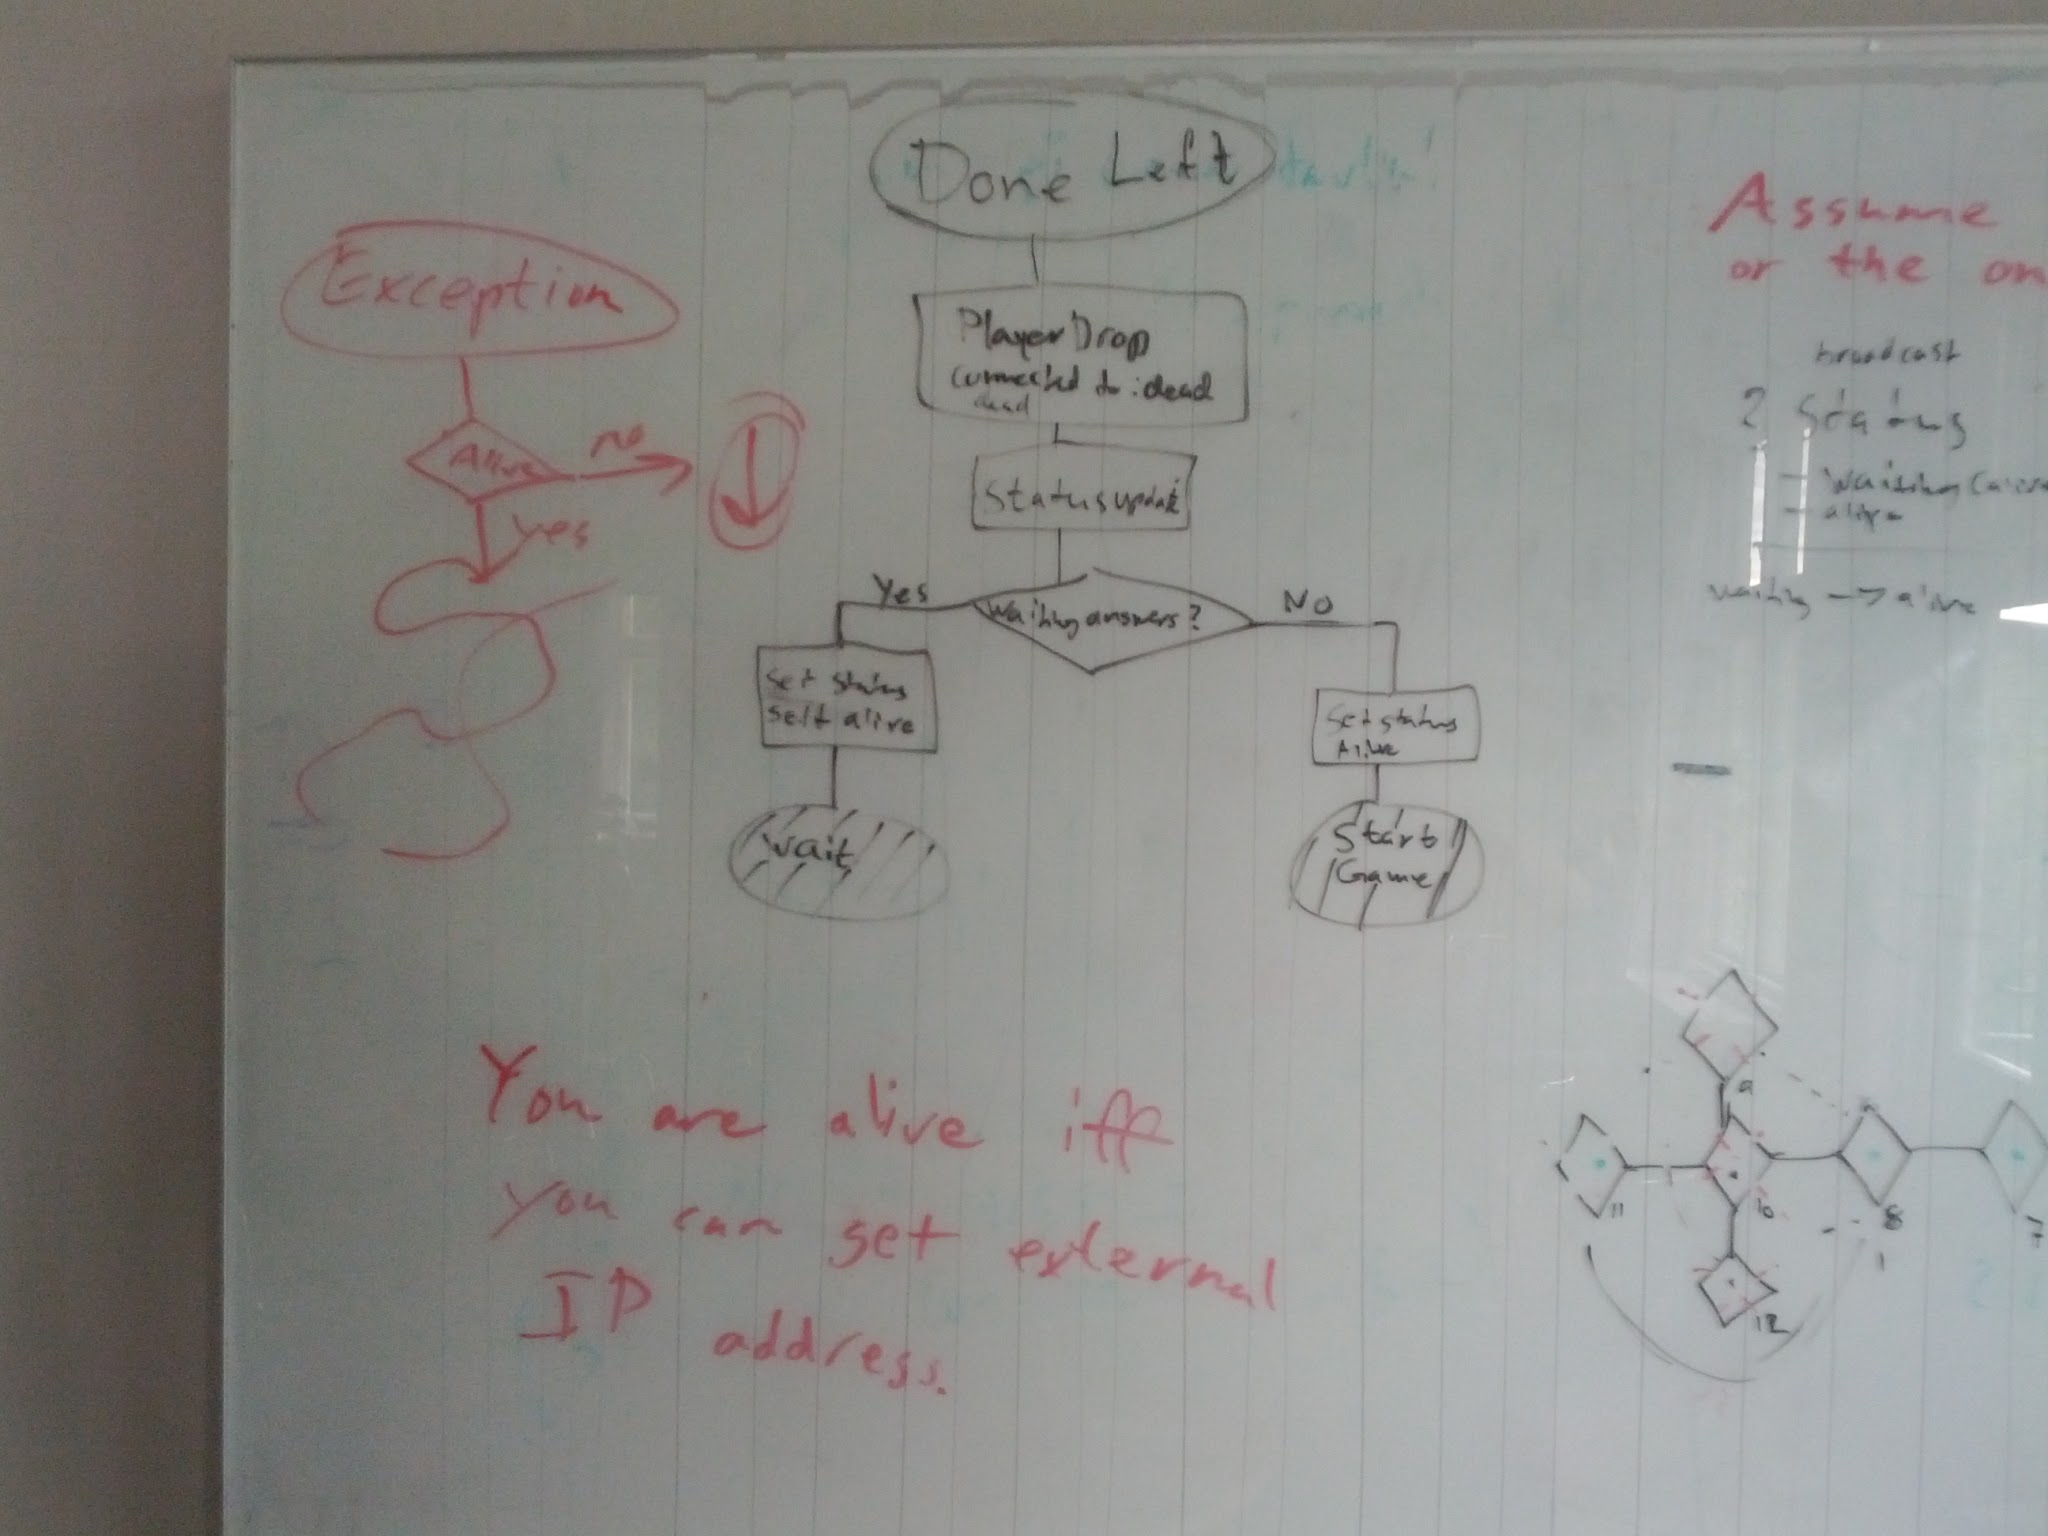 Done Left
Exception
Alive
no
yes
PlayerDrop
connected to : dead
dead
Status update
Waiting answers?
Yes
No
Set status
self alive
Wait
Set status
Alive
Start
Game
You are alive iff
you can set external
IP address.
Assume
or the on
broadcast
2 Status
- Waiting
- alive
waiting -> alive
9
11
10
8
7
1
12